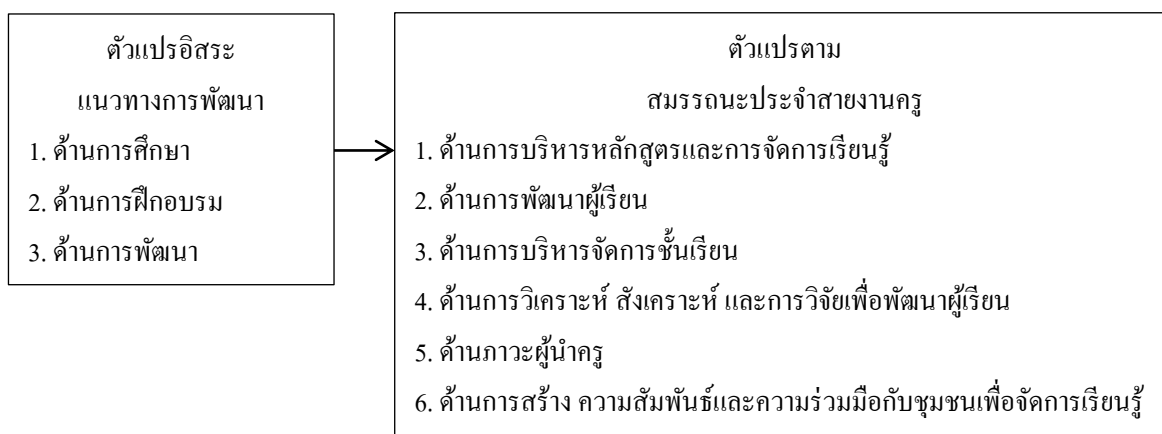 ตัวแปรอิสระ
แนวทางการพัฒนา
1. ด้านการศึกษา
2. ด้านการฝึกอบรม
3. ด้านการพัฒนา
ตัวแปรตาม
สมรรถนะประจำสายงานครู
1. ด้านการบริหารหลักสูตรและการจัดการเรียนรู้
2. ด้านการพัฒนาผู้เรียน
3. ด้านการบริหารจัดการชั้นเรียน
4. ด้านการวิเคราะห์ สังเคราะห์ และการวิจัยเพื่อพัฒนาผู้เรียน
5. ด้านภาวะผู้นำครู
6. ด้านการสร้าง ความสัมพันธ์และความร่วมมือกับชุมชนเพื่อจัดการเรียนรู้